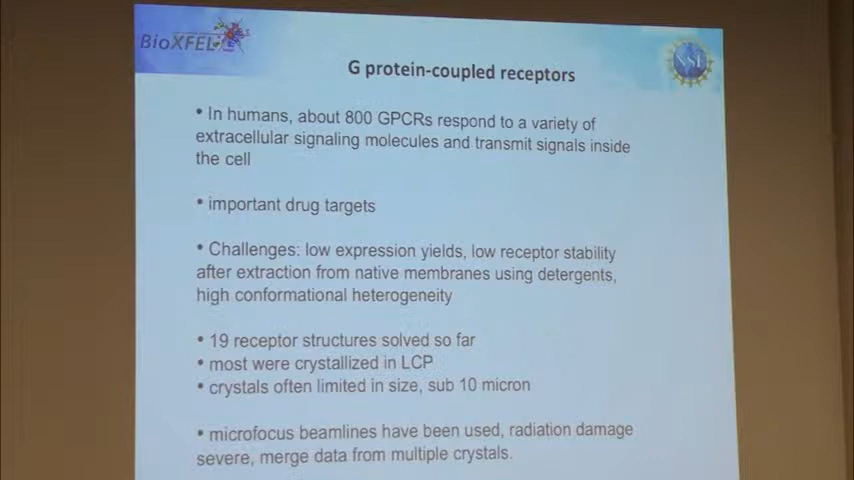 BioXFEL
NSF
G protein-coupled receptors
• In humans, about 800 GPCRs respond to a variety of
extracellular signaling molecules and transmit signals inside
the cell
• important drug targets
• Challenges: low expression yields, low receptor stability
after extraction from native membranes using detergents,
high conformational heterogeneity
• 19 receptor structures solved so far
• most were crystallized in LCP
• crystals often limited in size, sub 10 micron
• microfocus beamlines have been used, radiation damage
severe, merge data from multiple crystals.